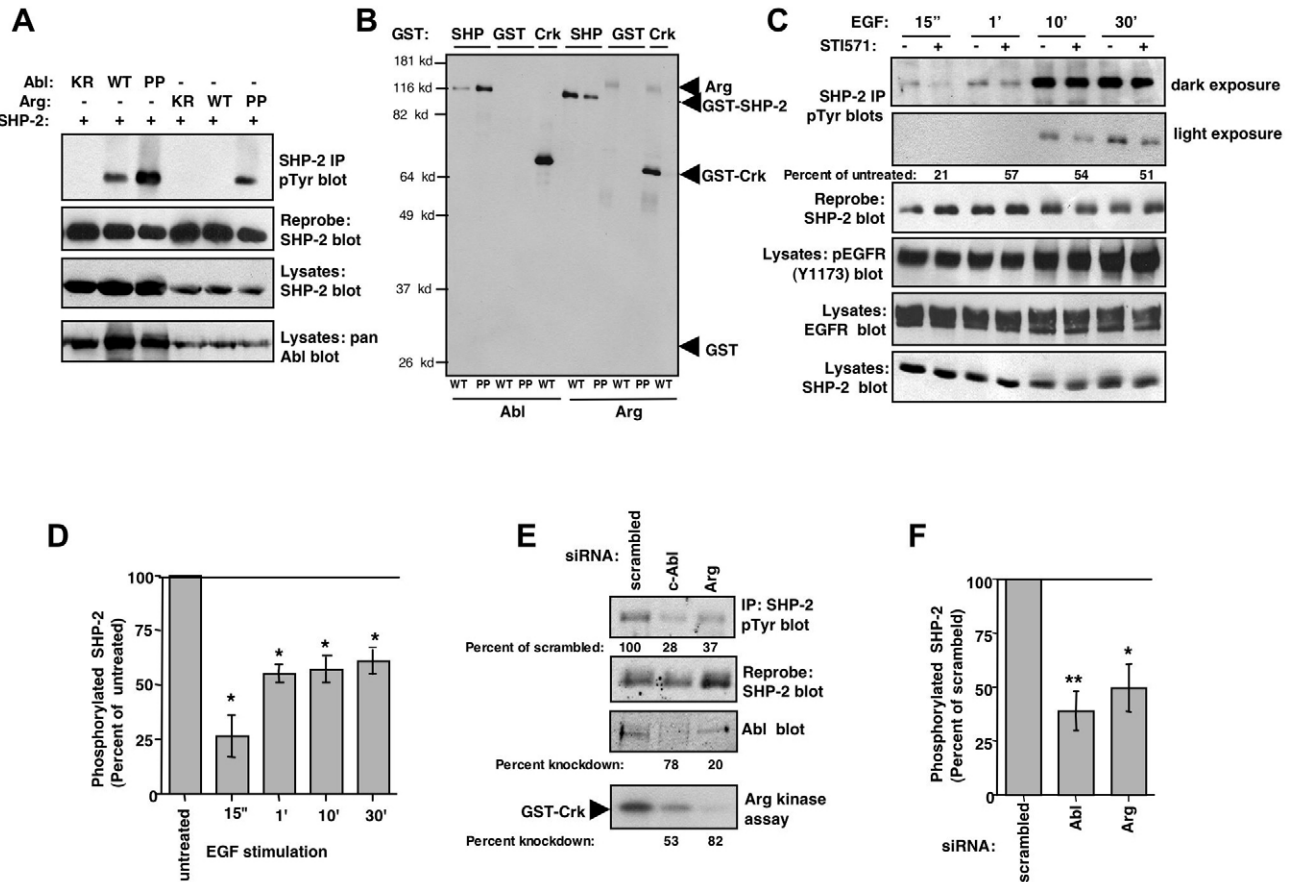 A
Abl: KR WT PP - - -
Arg: - - - KR WT PP
SHP-2: + + + + + +
SHP-2 IP
pTyr blot
Reprobe:
SHP-2 blot
Lysates:
SHP-2 blot
Lysates: pan
Abl blot
B
GST: SHP GST Crk SHP GST Crk
181 kd
116 kd
82 kd
64 kd
49 kd
37 kd
26 kd
Arg
GST-SHP-2
GST-Crk
GST
WT PP WT PP WT WT PP WT PP WT
Abl Arg
C
EGF: 15" 1' 10' 30'
STI571: - + - + - + - +
SHP-2 IP
pTyr blots
dark exposure
light exposure
Percent of untreated: 21 57 54 51
Reprobe:
SHP-2 blot
Lysates: pEGFR
(Y1173) blot
Lysates:
EGFR blot
Lysates:
SHP-2 blot
D
Phosphorylated SHP-2
(Percent of untreated)
100
75
50
25
0
* * * *
untreated 15" 1' 10' 30'
EGF stimulation
E
siRNA: scrambled c-Abl Arg
IP: SHP-2
pTyr blot
Percent of scrambled: 100 28 37
Reprobe:
SHP-2 blot
Abl blot
Percent knockdown: 78 20
GST-Crk
Arg kinase
assay
Percent knockdown: 53 82
F
Phosphorylated SHP-2
(Percent of scrambeld)
100
75
50
25
0
** *
siRNA: scrambled Abl Arg